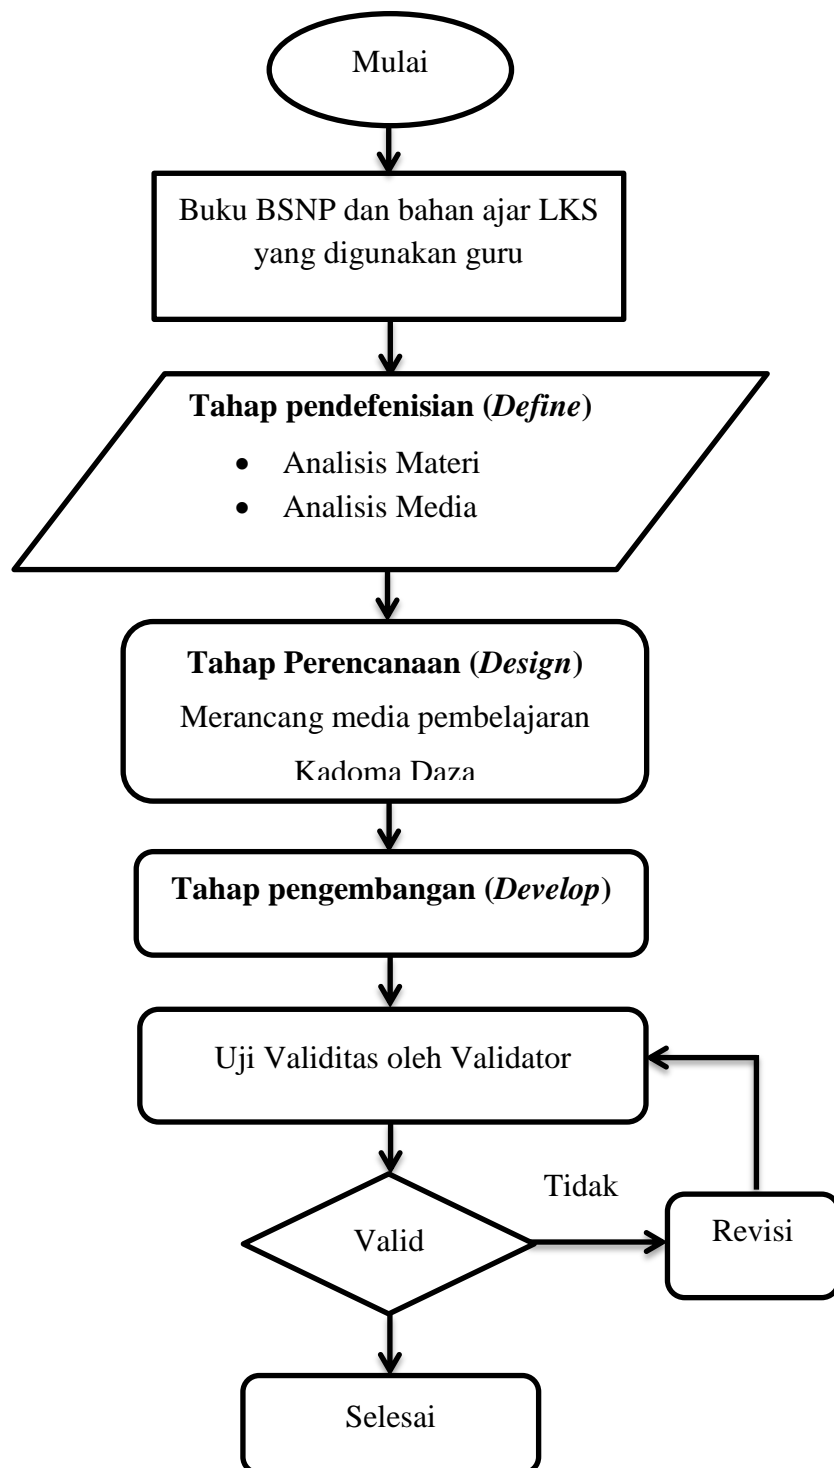 Mulai
Buku BSNP dan bahan ajar LKS
yang digunakan guru
Tahap pendefenisian (Define)
• Analisis Materi
• Analisis Media
Tahap Perencanaan (Design)
Merancang media pembelajaran
Kadoma Daza
Tahap pengembangan (Develop)
Uji Validitas oleh Validator
Tidak
Valid
Revisi
Selesai